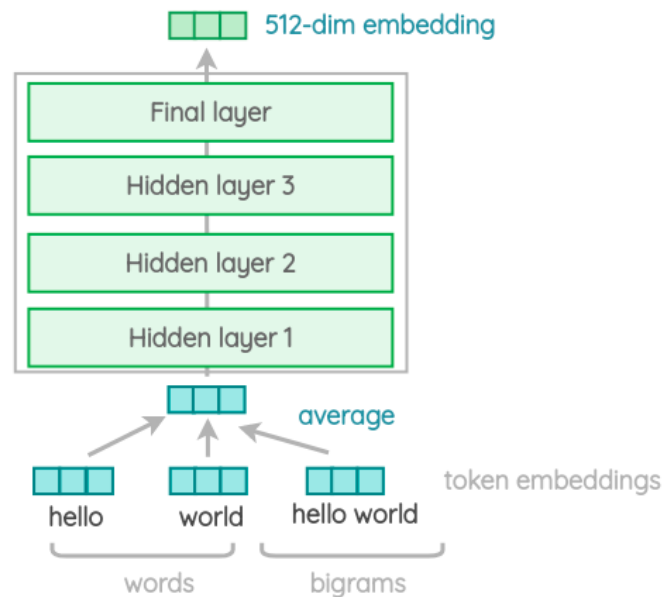 512-dim embedding
Final layer
Hidden layer 3
Hidden layer 2
Hidden layer 1
average
token embeddings
hello world hello world
words bigrams